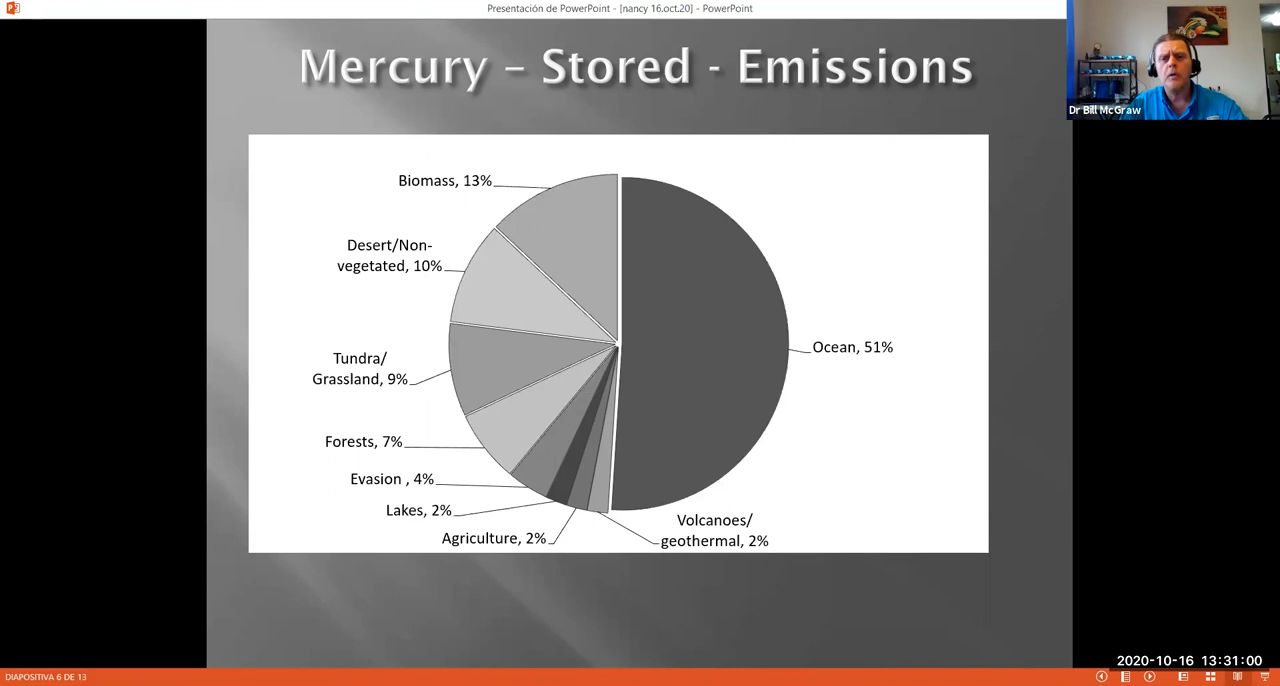 Presentación de PowerPoint - [nancy 16.oct.20] - PowerPoint
Mercury – Stored - Emissions
Dr Bill McGraw
Biomass, 13%
Desert/Non-
vegetated, 10%
Ocean, 51%
Tundra/
Grassland, 9%
Forests, 7%
Evasion , 4%
Lakes, 2%
Agriculture, 2%
Volcanoes/
geothermal, 2%
2020-10-16 13:31:00
DIAPOSITIVA 6 DE 13